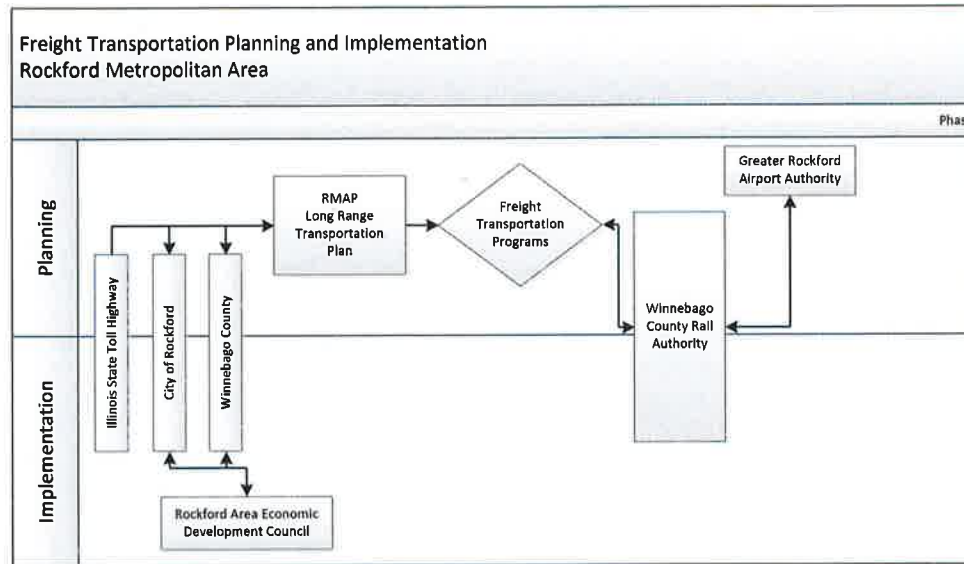 Freight Transportation Planning and Implementation
Rockford Metropolitan Area
Phas
Planning
Greater Rockford
Airport Authority
RMAP
Long Range
Transportation
Plan
Freight
Transportation
Programs
Winnebago
County Rail
Authority
Illinois State Toll Highway
City of Rockford
Winnebago County
Implementation
Rockford Area Economic
Development Council